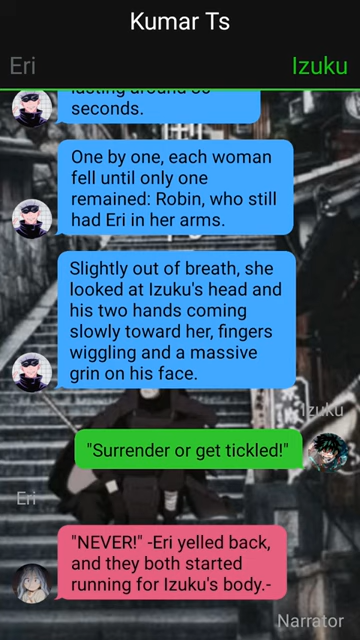 Kumar Ts
Eri
Izuku
seconds.
One by one, each woman
fell until only one
remained: Robin, who still
had Eri in her arms.
Slightly out of breath, she
looked at Izuku's head and
his two hands coming
slowly toward her, fingers
wiggling and a massive
grin on his face.
Izuku
"Surrender or get tickled!"
Eri
"NEVER!" -Eri yelled back,
and they both started
running for Izuku's body.-
Narrator